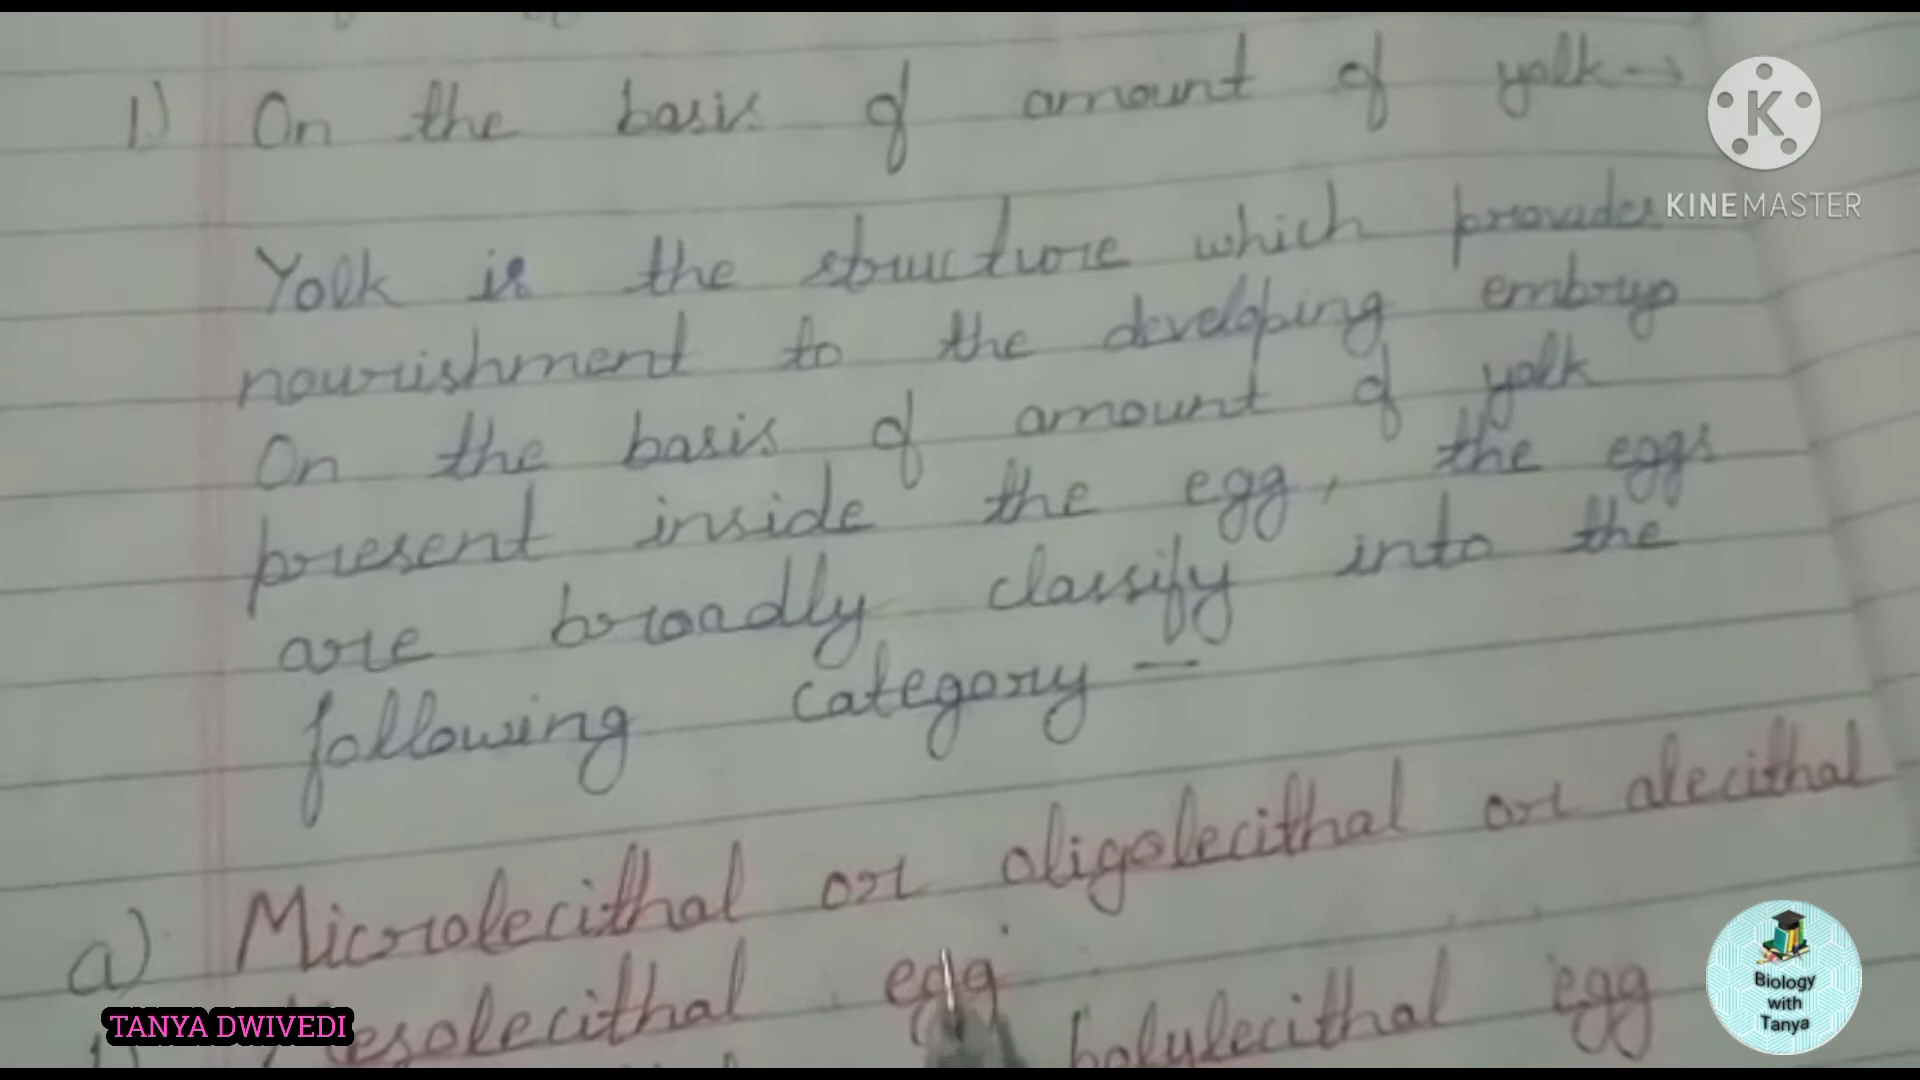 1) On the basis of amount of yolk →
KINEMASTER
Yolk is the structure which provides
nourishment to the developing embryo
On the basis of amount of yolk
present inside the egg, the eggs
are broadly classify into the
following category —
a) Microlecithal or oligolecithal or alecithal
esolecithal egg
polylecithal egg
TANYA DWIVEDI
Biology
with
Tanya